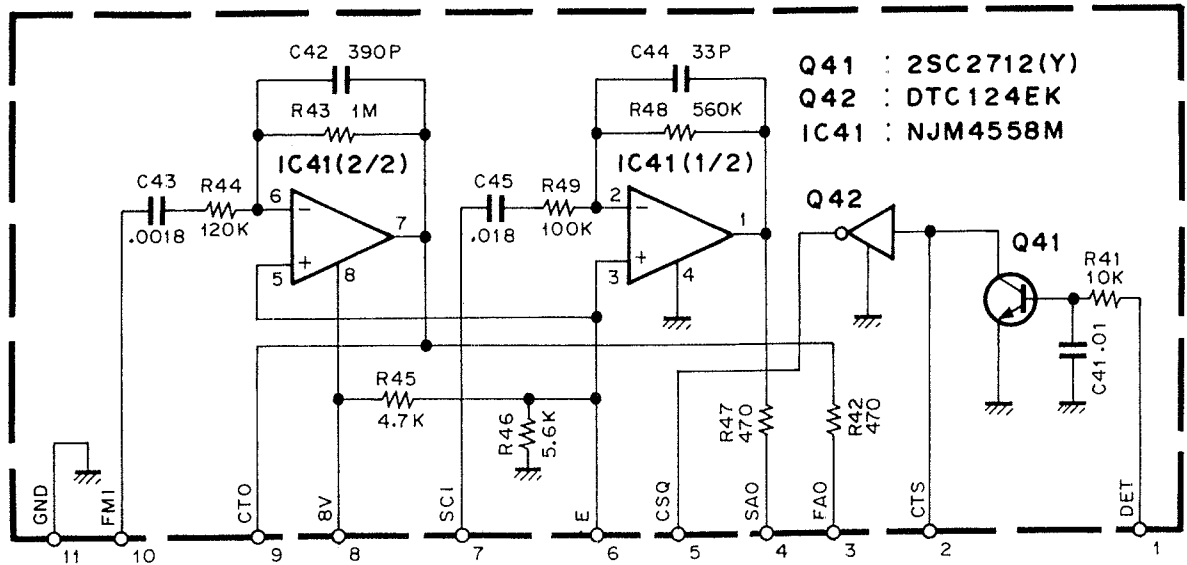 C42 390P
C44 33P
Q41 : 2SC2712(Y)
Q42 : DTC124EK
IC41 : NJM4558M
R43 1M
R48 560K
IC41(2/2)
IC41(1/2)
C43
R44
6
−
7
.0018
120K
5
+
8
C45
R49
2
−
1
.018
100K
3
+
4
Q42
Q41
R41
10K
C41 .01
R45
4.7K
R46
5.6K
R47
470
R42
470
GND
FMI
CTO
8V
SCI
E
CSQ
SAO
FAO
CTS
DET
11
10
9
8
7
6
5
4
3
2
1